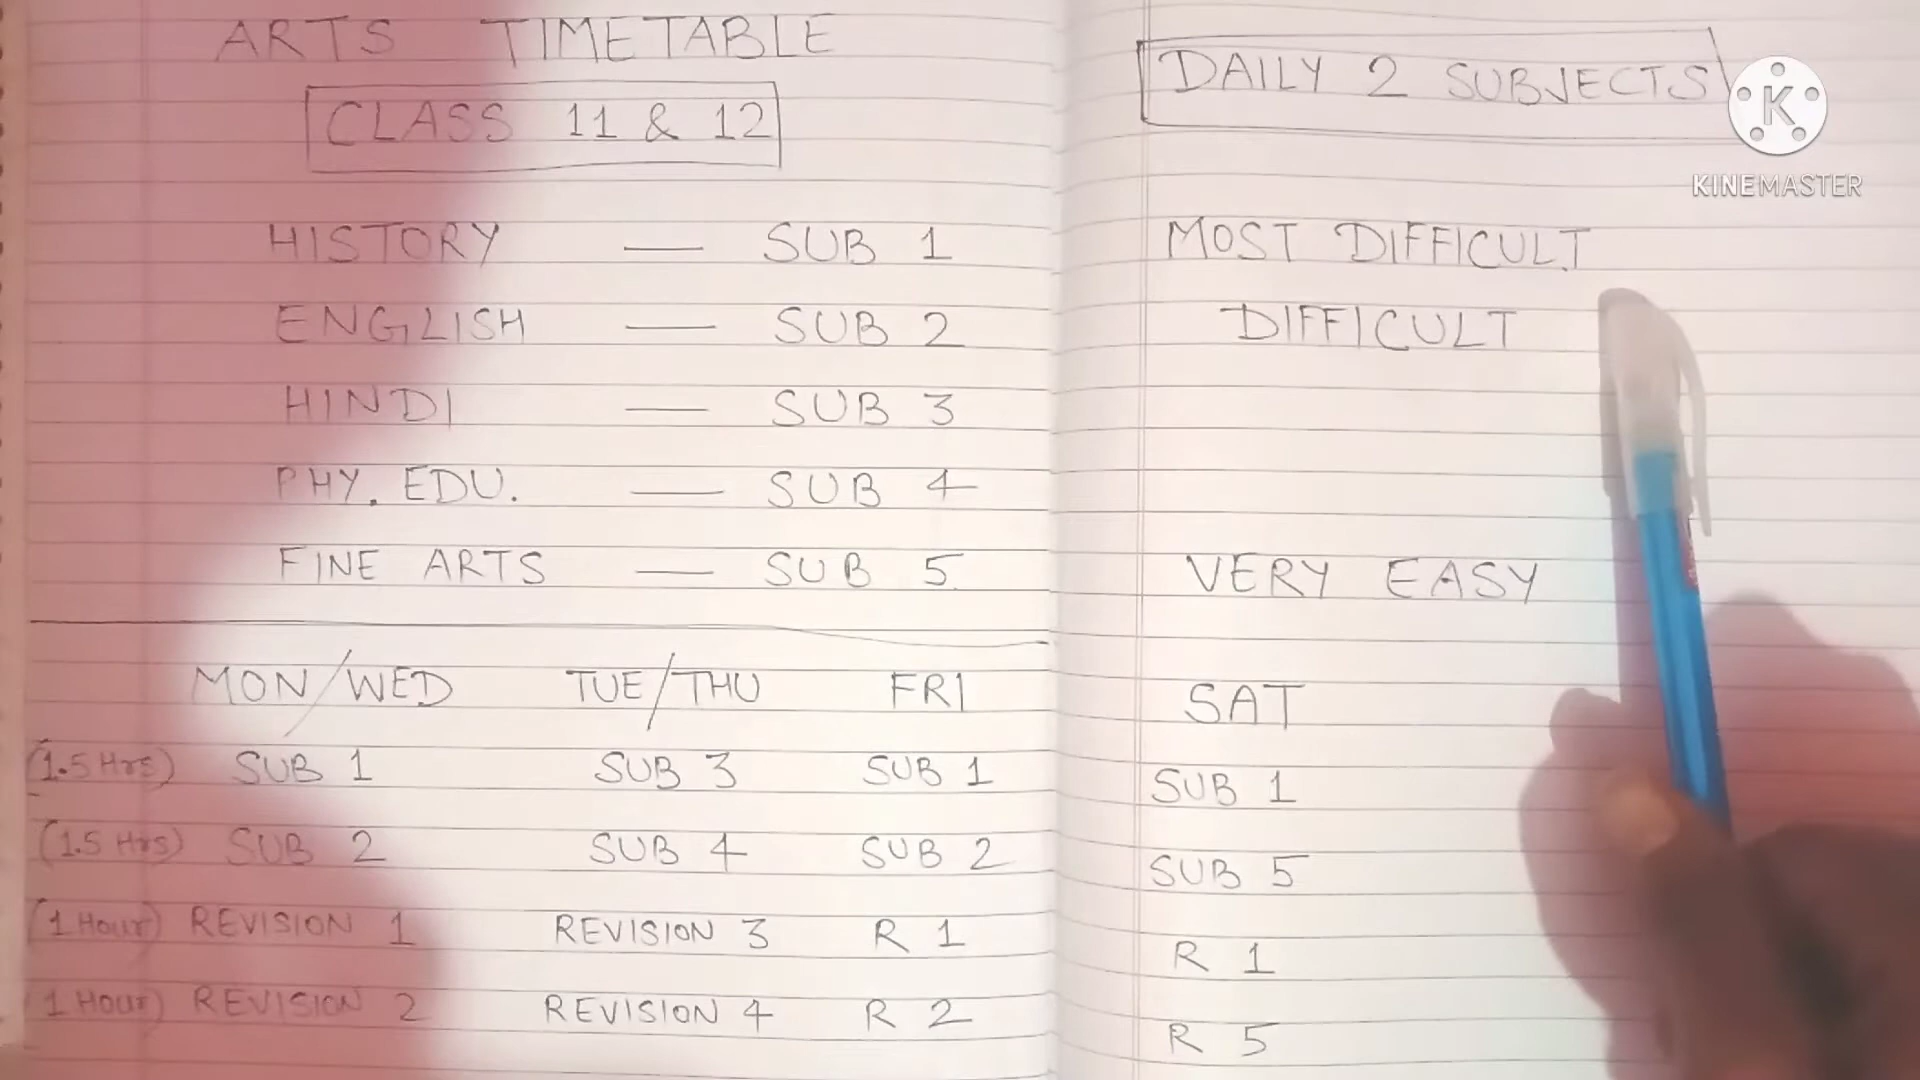 ARTS TIMETABLE
CLASS 11 & 12
HISTORY — SUB 1
ENGLISH — SUB 2
HINDI — SUB 3
PHY. EDU. — SUB 4
FINE ARTS — SUB 5
MON/WED TUE/THU FRI
(1.5 Hrs) SUB 1 SUB 3 SUB 1
(1.5 Hrs) SUB 2 SUB 4 SUB 2
(1 Hour) REVISION 1 REVISION 3 R 1
(1 Hour) REVISION 2 REVISION 4 R 2
DAILY 2 SUBJECTS
MOST DIFFICULT
DIFFICULT
VERY EASY
SAT
SUB 1
SUB 5
R 1
R 5
K
KINEMASTER